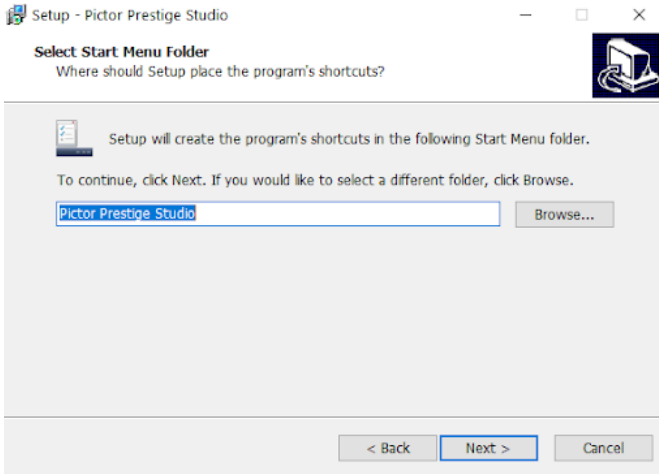 Setup - Pictor Prestige Studio
Select Start Menu Folder
Where should Setup place the program's shortcuts?
Setup will create the program's shortcuts in the following Start Menu folder.
To continue, click Next. If you would like to select a different folder, click Browse.
Pictor Prestige Studio
Browse...
< Back
Next >
Cancel